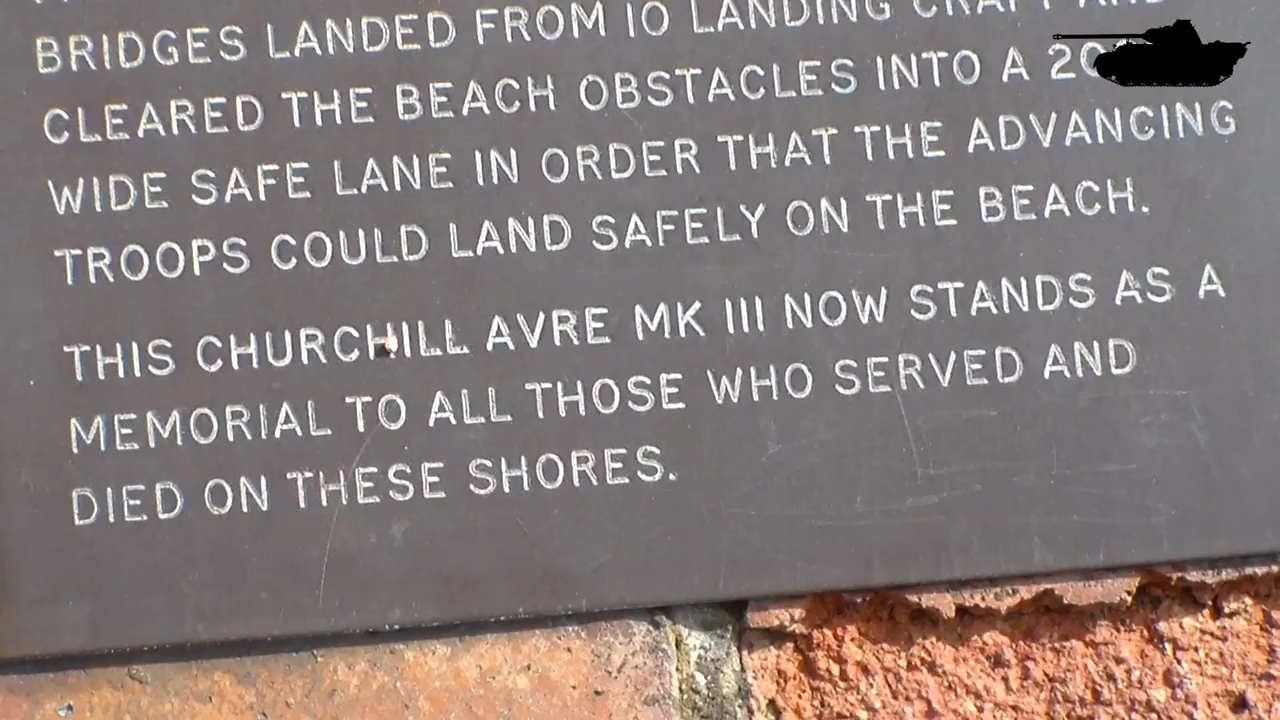 BRIDGES LANDED FROM 10 LANDING CRAFT AND
CLEARED THE BEACH OBSTACLES INTO A
WIDE SAFE LANE IN ORDER THAT THE ADVANCING
TROOPS COULD LAND SAFELY ON THE BEACH.
THIS CHURCHILL AVRE MK III NOW STANDS AS A
MEMORIAL TO ALL THOSE WHO SERVED AND
DIED ON THESE SHORES.